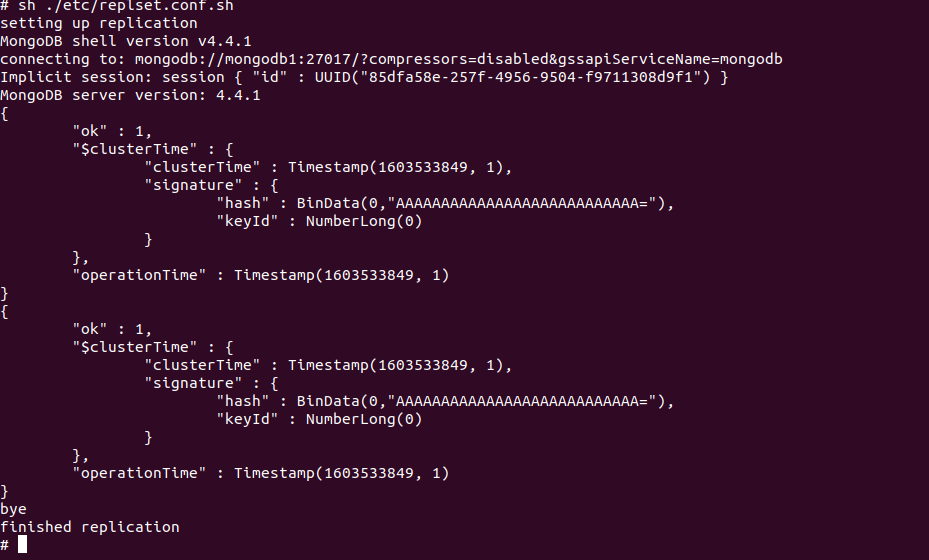 # sh ./etc/replset.conf.sh
setting up replication
MongoDB shell version v4.4.1
connecting to: mongodb://mongodb1:27017/?compressors=disabled&gssapiServiceName=mongodb
Implicit session: session { "id" : UUID("85dfa58e-257f-4956-9504-f9711308d9f1") }
MongoDB server version: 4.4.1
{
        "ok" : 1,
        "$clusterTime" : {
                "clusterTime" : Timestamp(1603533849, 1),
                "signature" : {
                        "hash" : BinData(0,"AAAAAAAAAAAAAAAAAAAAAAAAAAA="),
                        "keyId" : NumberLong(0)
                }
        },
        "operationTime" : Timestamp(1603533849, 1)
}
{
        "ok" : 1,
        "$clusterTime" : {
                "clusterTime" : Timestamp(1603533849, 1),
                "signature" : {
                        "hash" : BinData(0,"AAAAAAAAAAAAAAAAAAAAAAAAAAA="),
                        "keyId" : NumberLong(0)
                }
        },
        "operationTime" : Timestamp(1603533849, 1)
}
bye
finished replication
#